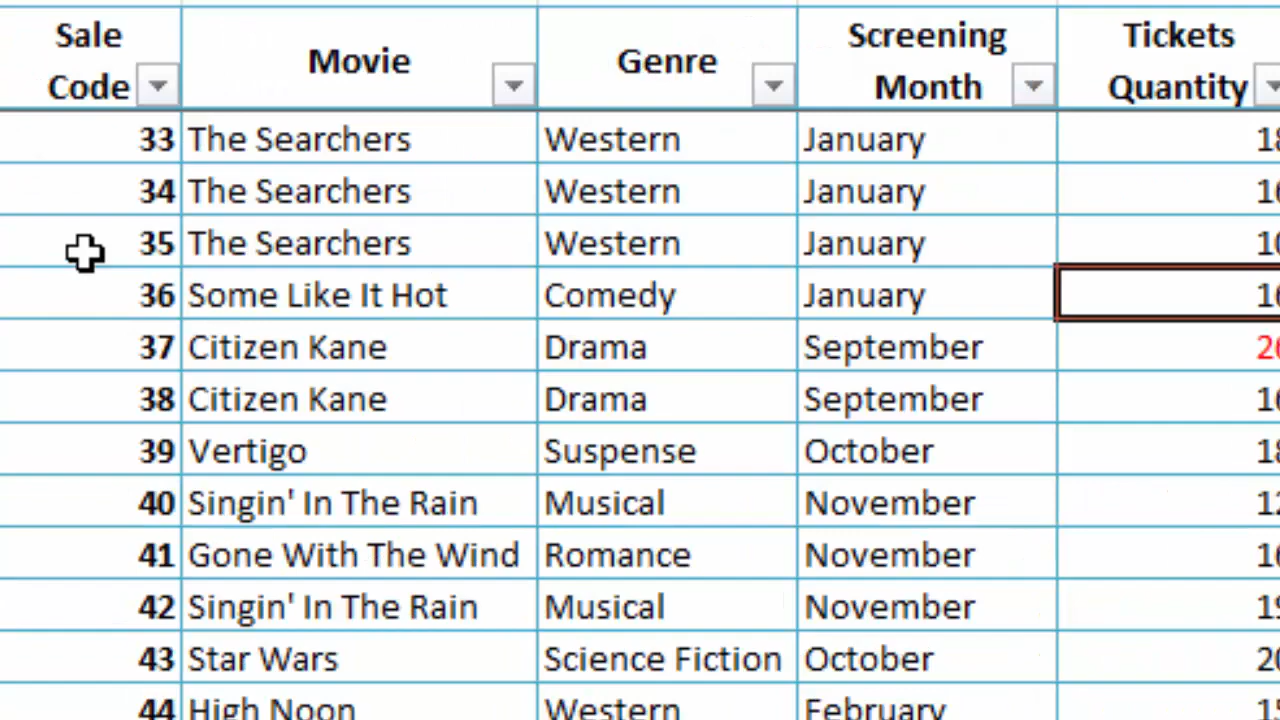 Sale Code Movie Genre Screening Month Tickets Quantity
33 The Searchers Western January
34 The Searchers Western January
35 The Searchers Western January
36 Some Like It Hot Comedy January
37 Citizen Kane Drama September
38 Citizen Kane Drama September
39 Vertigo Suspense October
40 Singin' In The Rain Musical November
41 Gone With The Wind Romance November
42 Singin' In The Rain Musical November
43 Star Wars Science Fiction October
44 High Noon Western February